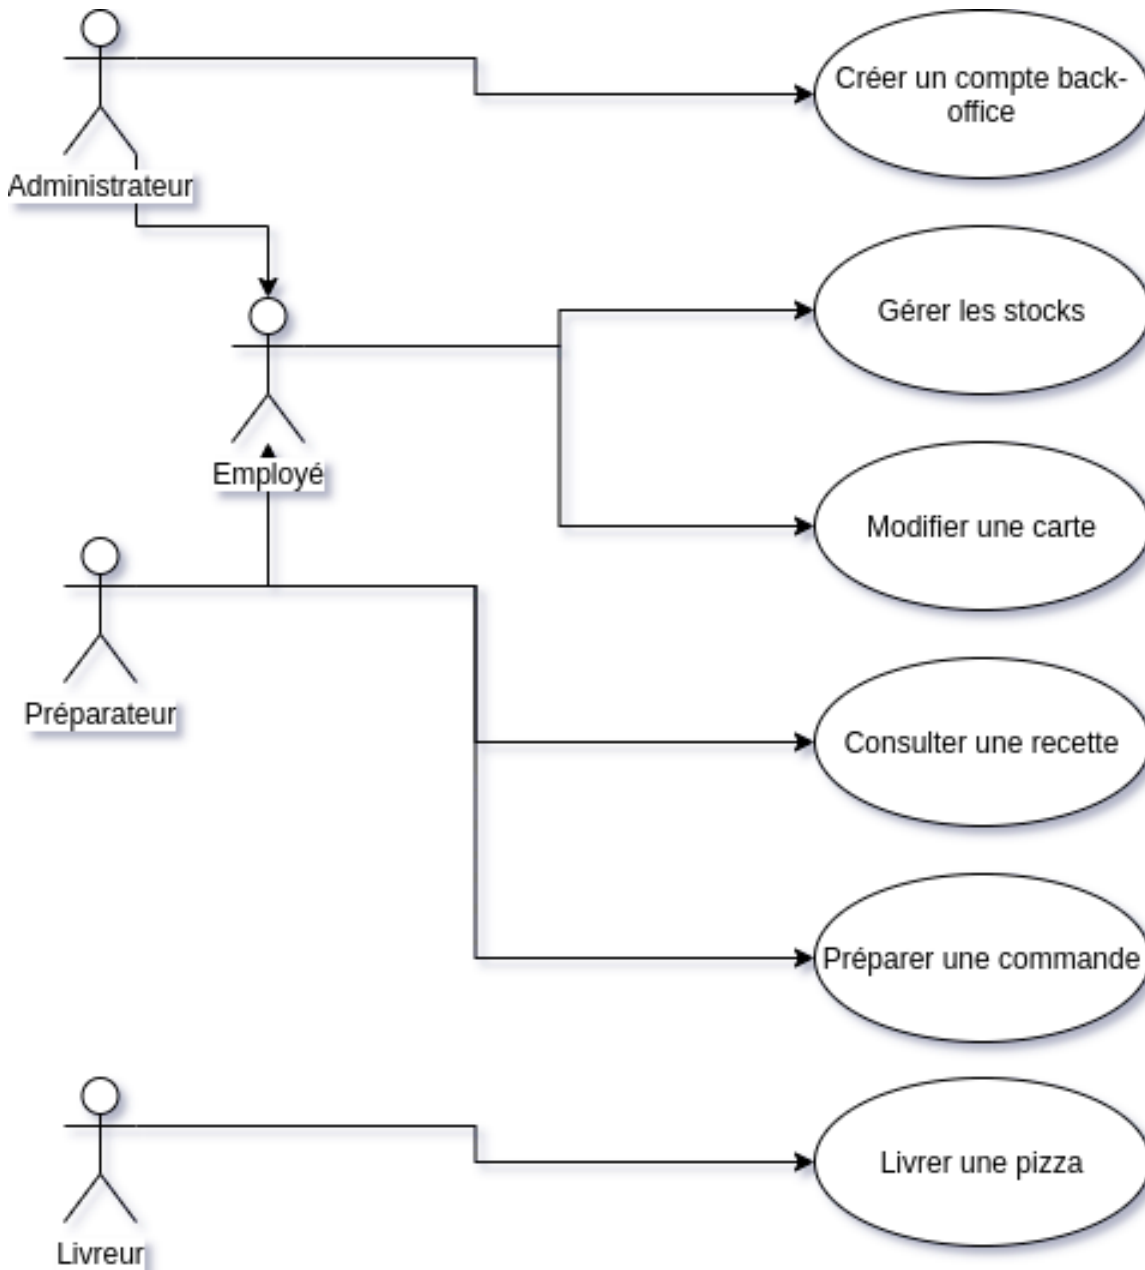 Créer un compte back-
office
Administrateur
Gérer les stocks
Employé
Modifier une carte
Préparateur
Consulter une recette
Préparer une commande
Livrer une pizza
Livreur